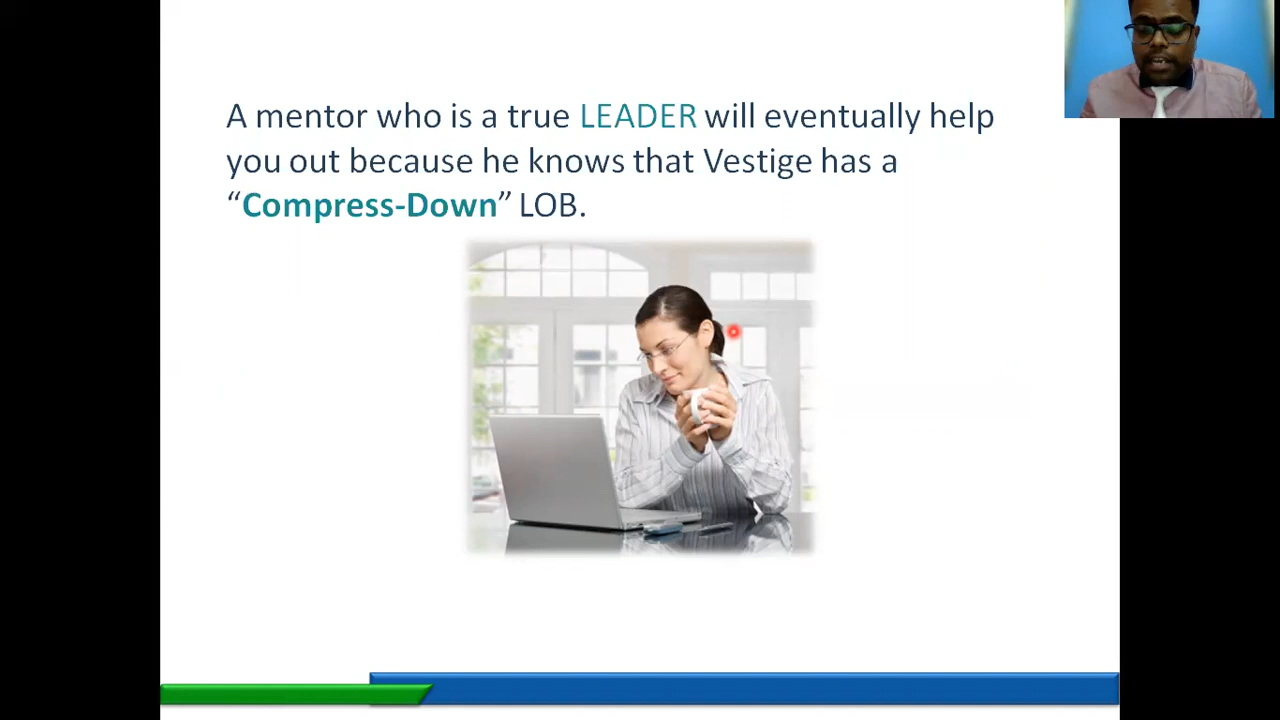 A mentor who is a true LEADER will eventually help
you out because he knows that Vestige has a
“Compress-Down” LOB.